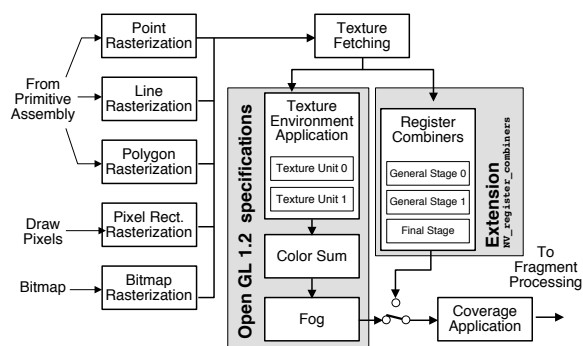 Point
Rasterization
Texture
Fetching
From
Primitive
Assembly
Line
Rasterization
Polygon
Rasterization
Draw
Pixels
Pixel Rect.
Rasterization
Bitmap
Bitmap
Rasterization
Open GL 1.2 specifications
Texture
Environment
Application
Texture Unit 0
Texture Unit 1
Color Sum
Fog
Register
Combiners
General Stage 0
General Stage 1
Final Stage
Extension
NV_register_combiners
To
Fragment
Processing
Coverage
Application